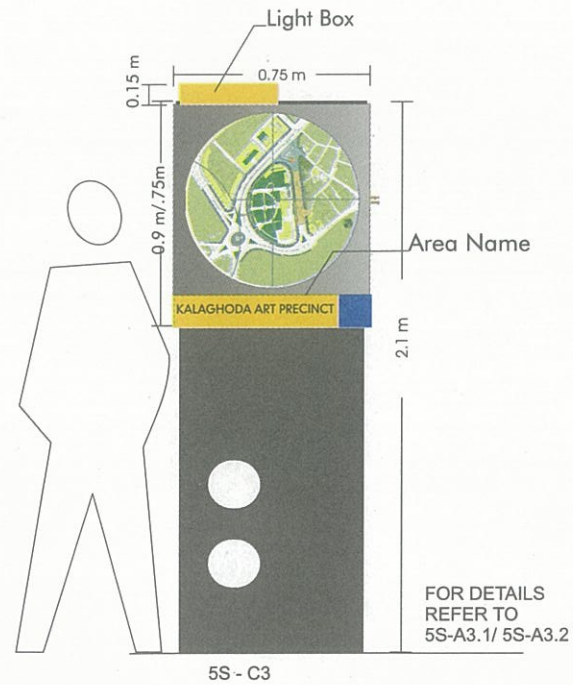 Light Box
0.75 m
0.15 m
0.9 m/.75m
Area Name
KALAGHODA ART PRECINCT
2.1 m
FOR DETAILS
REFER TO
5S-A3.1/ 5S-A3.2
5S - C3